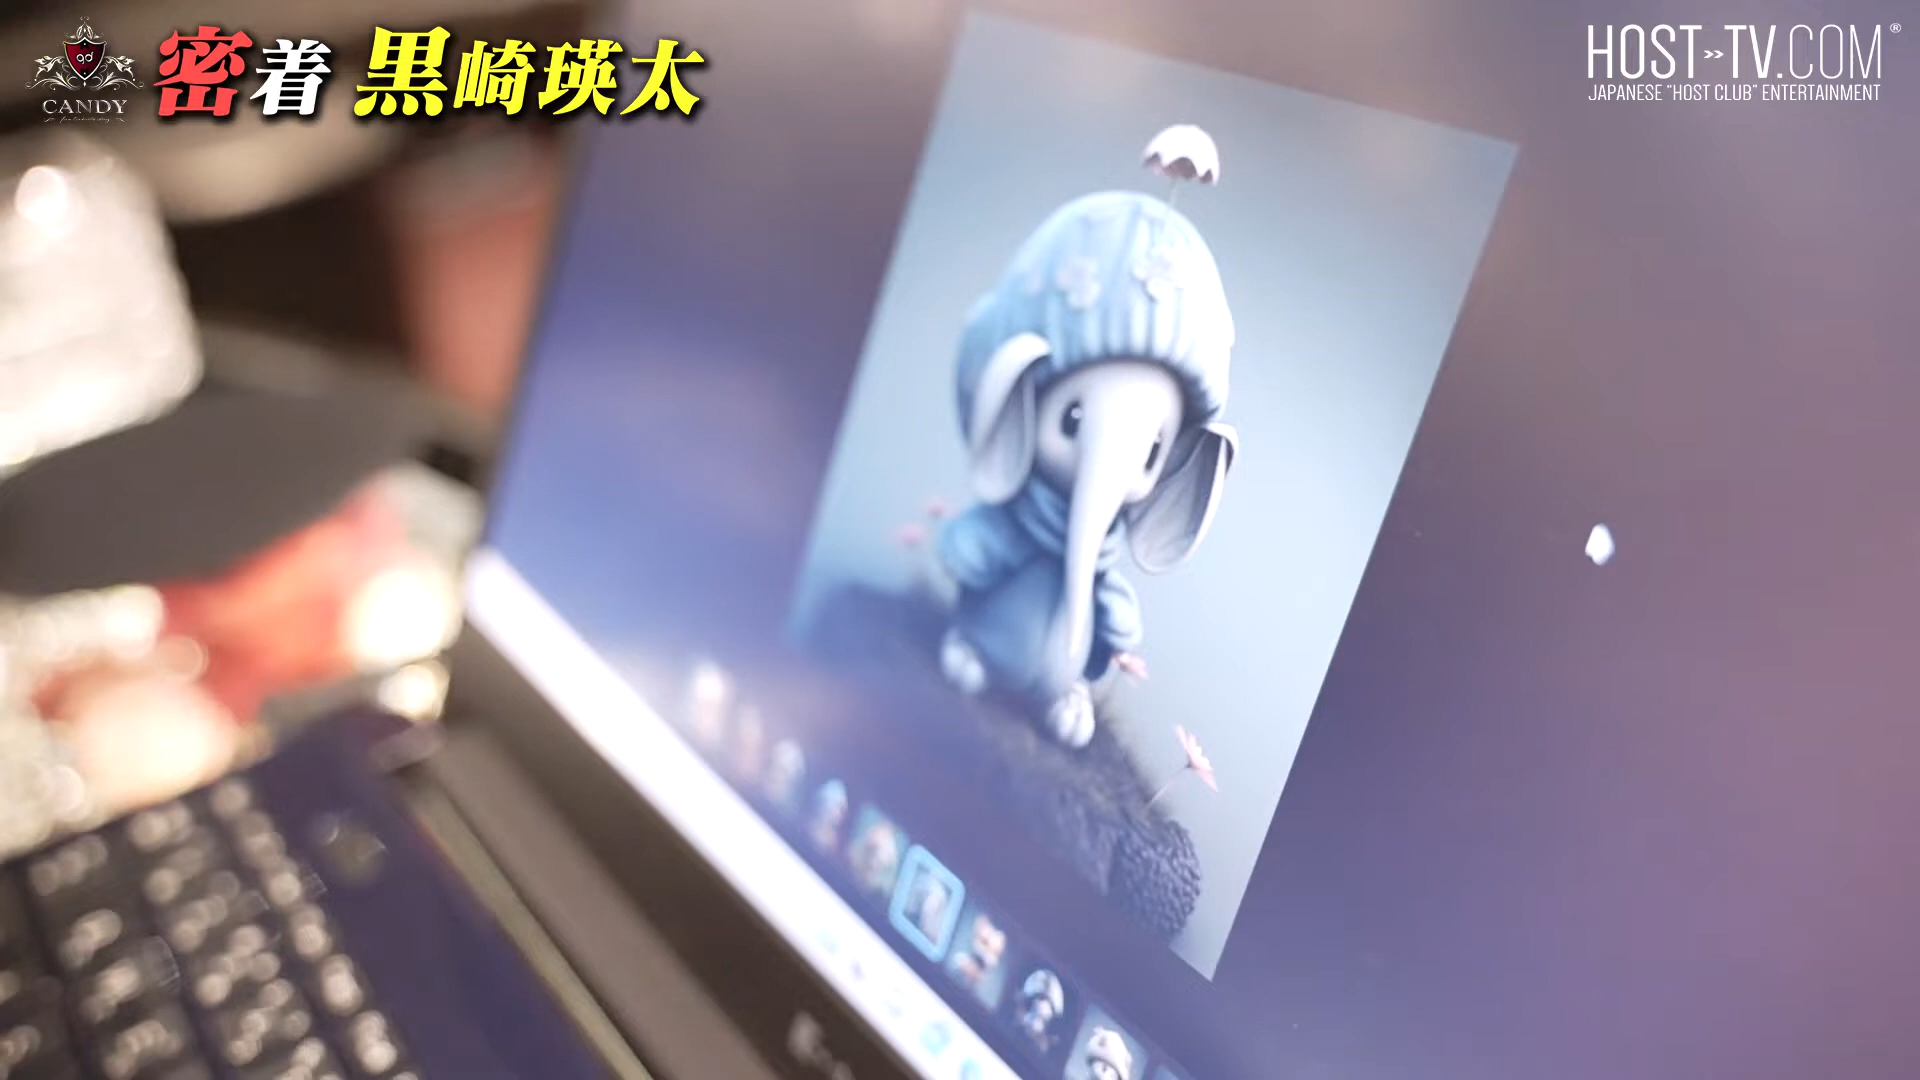 CANDY
密着 黒崎瑛太
HOST»TV.COM®
JAPANESE "HOST CLUB" ENTERTAINMENT